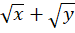 √x + √y